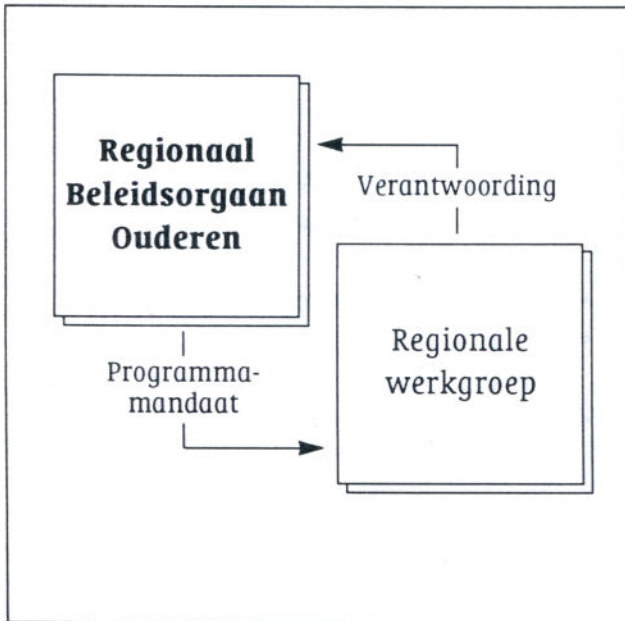 Regionaal
Beleidsorgaan
Ouderen
Verantwoording
Programma-
mandaat
Regionale
werkgroep